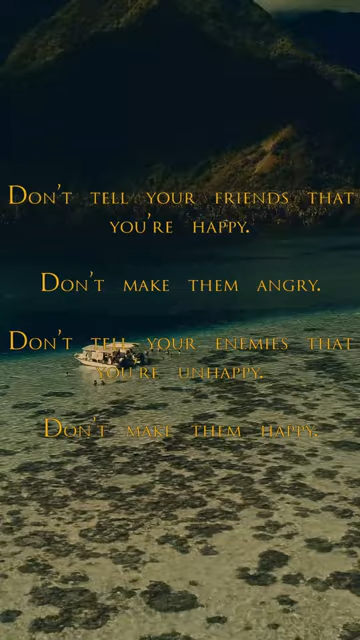 Don't tell your friends that
you're happy.
Don't make them angry.
Don't tell your enemies that
you're unhappy.
Don't make them happy.